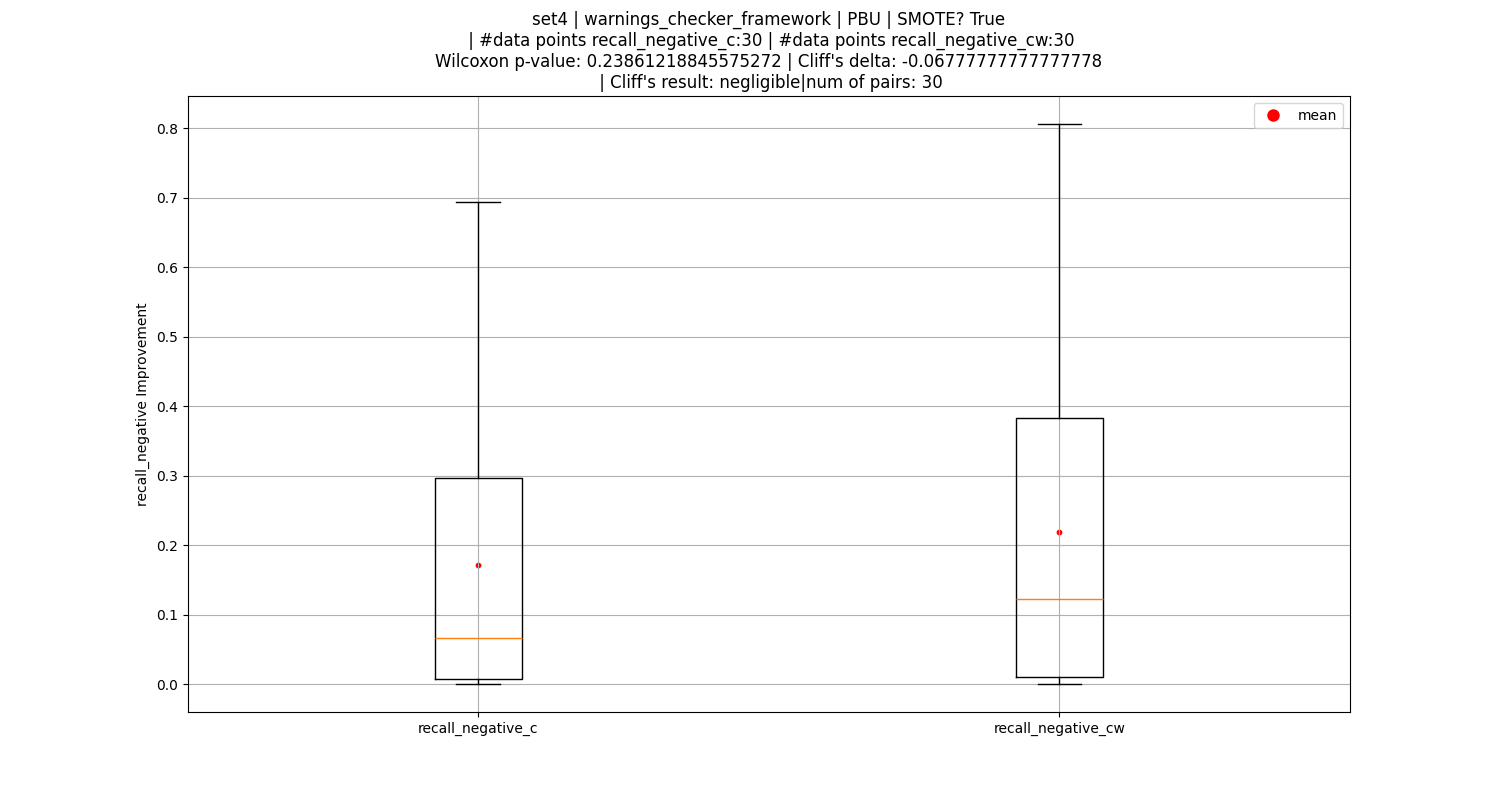 set4 | warnings_checker_framework | PBU | SMOTE? True
| #data points recall_negative_c:30 | #data points recall_negative_cw:30
Wilcoxon p-value: 0.23861218845575272 | Cliff's delta: -0.06777777777777778
| Cliff's result: negligible|num of pairs: 30
mean
0.8
0.7
0.6
0.5
0.4
0.3
0.2
0.1
0.0
recall_negative Improvement
recall_negative_c
recall_negative_cw